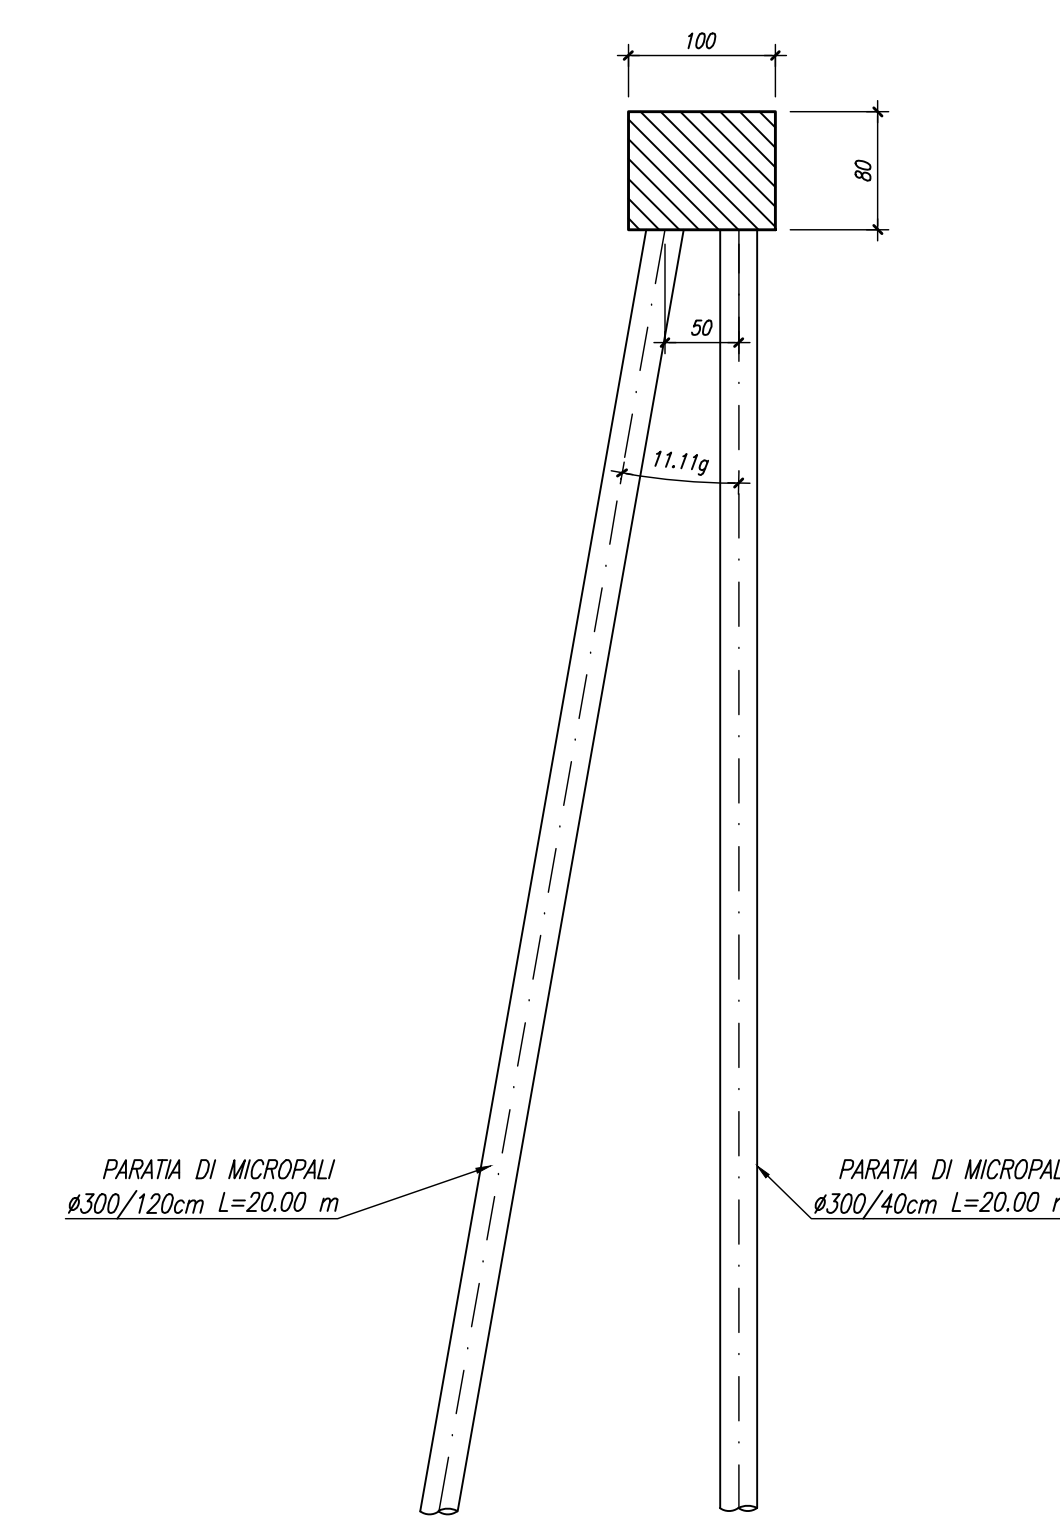 100
80
50
11.11g
PARATIA DI MICROPALI
ø300/120cm L=20.00 m
PARATIA DI MICROPAL
ø300/40cm L=20.00